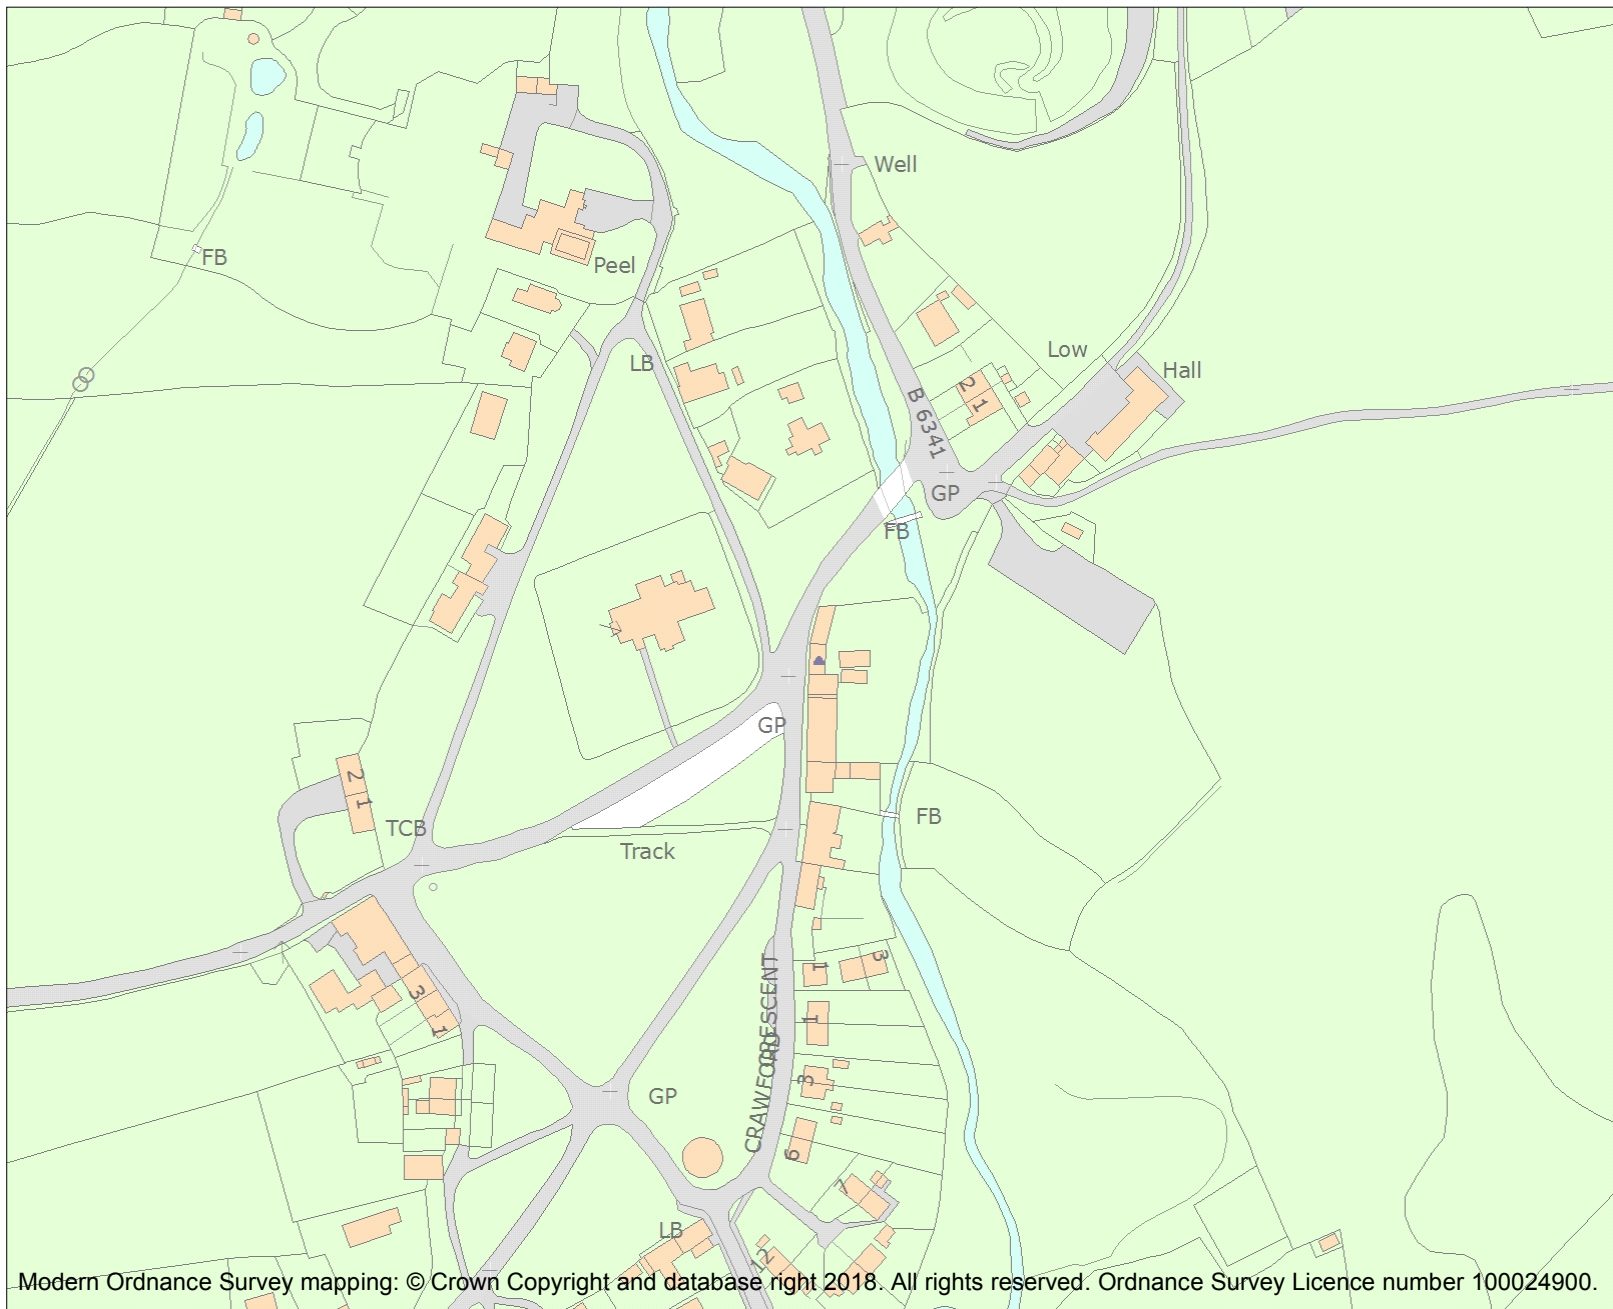 Well
FB
Peel
LB
Low
Hall
2
1
B 6341
GP
FB
GP
2
1
TCB
FB
Track
3
1
1
3
1
CRAWFORD
CRESCENT
3
GP
6
7
LB
12
Modern Ordnance Survey mapping: © Crown Copyright and database right 2018. All rights reserved. Ordnance Survey Licence number 100024900.